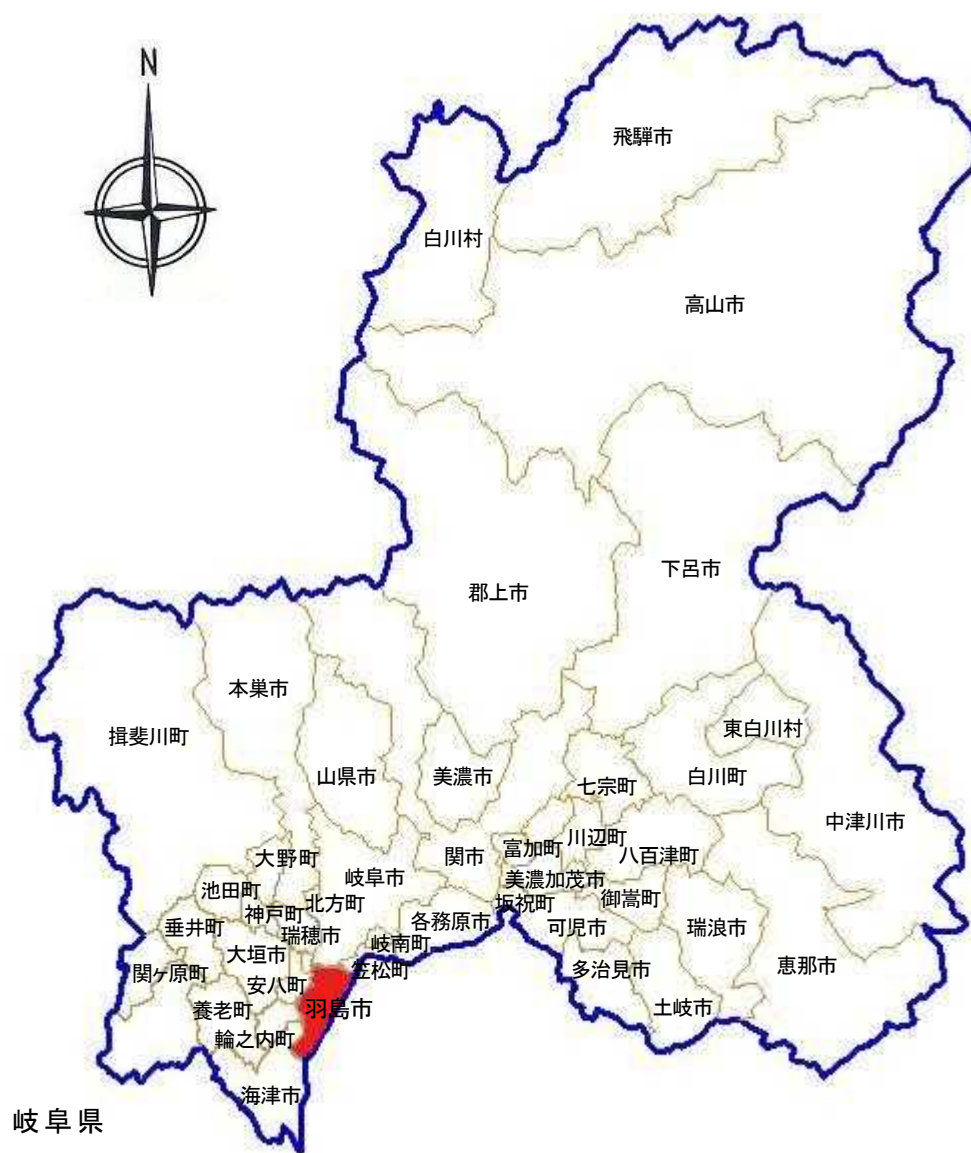 N
飛騨市
白川村
高山市
下呂市
郡上市
本巣市
東白川村
揖斐川町
山県市
美濃市
七宗町
白川町
中津川市
川辺町
富加町
八百津町
大野町
関市
岐阜市
池田町
美濃加茂市
御嵩町
北方町
坂祝町
神戸町
各務原市
垂井町
可児市
瑞浪市
瑞穂市
岐南町
大垣市
恵那市
笠松町
多治見市
関ヶ原町
安八町
土岐市
養老町
羽島市
輪之内町
海津市
岐阜県